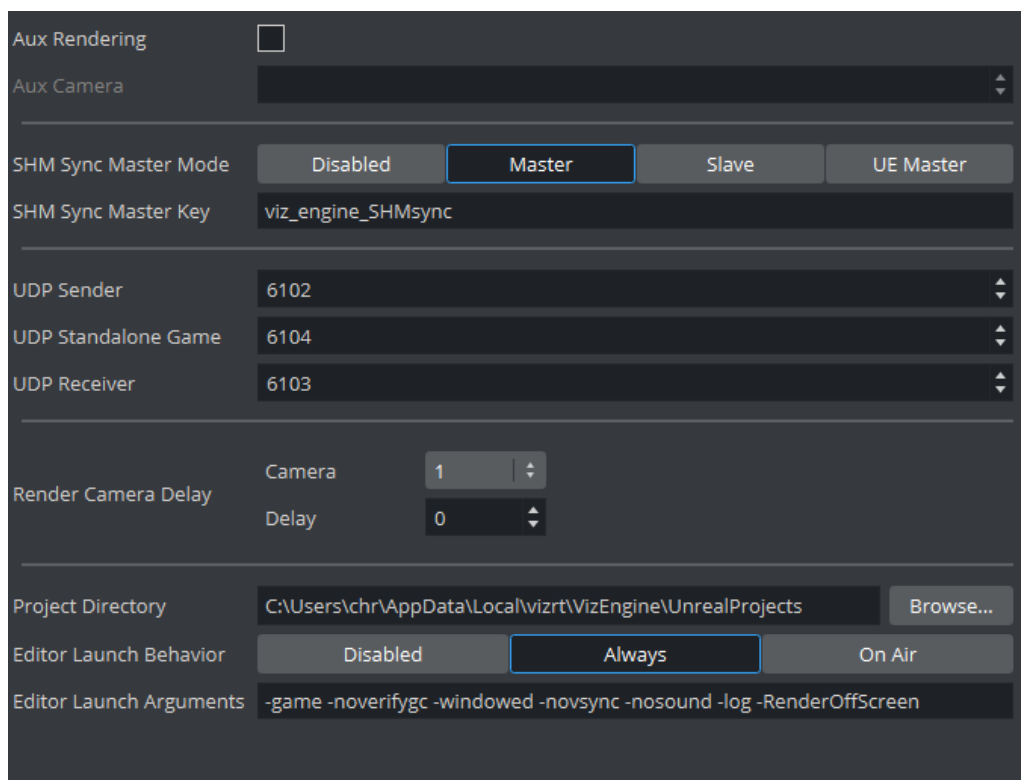 Aux Rendering
Aux Camera
SHM Sync Master Mode Disabled Master Slave UE Master
SHM Sync Master Key viz_engine_SHMsync
UDP Sender 6102
UDP Standalone Game 6104
UDP Receiver 6103
Render Camera Delay
Camera 1
Delay 0
Project Directory C:\Users\chr\AppData\Local\vizrt\VizEngine\UnrealProjects Browse...
Editor Launch Behavior Disabled Always On Air
Editor Launch Arguments -game -noverifygc -windowed -novsync -nosound -log -RenderOffScreen